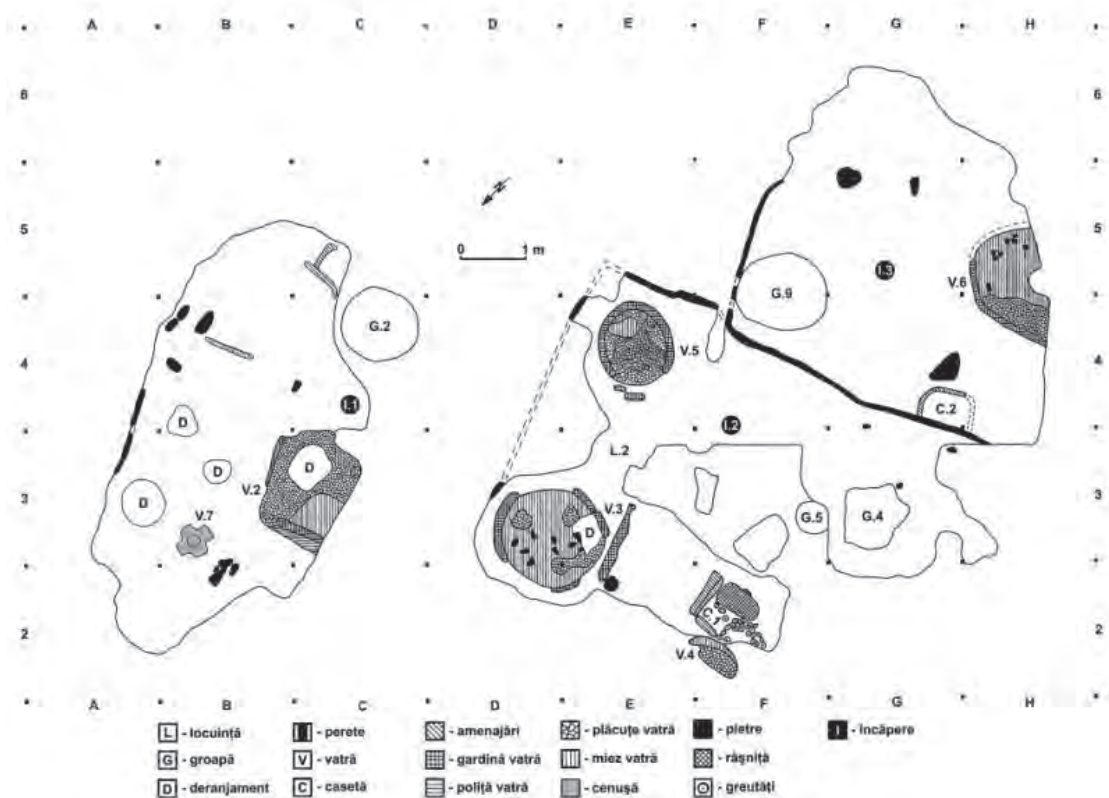 A B C D E F G H
6 6
5 5
0 1 m
I.3
V.6
G.9
G.2
V.5
4 4
I.1
C.2
D
I.2
L.2
D
D
V.2
3 3
D
V.3
G.5
G.4
V.7
D
C.1
2 2
V.4
A B C D E F G H
L - locuință
G - groapă
D - deranjament
- perete
V - vatră
C - casetă
- amenajări
- gardină vatră
- poliță vatră
- plăcuțe vatră
- miez vatră
- cenușă
- pietre
- râșniță
- greutăți
I - încăpere